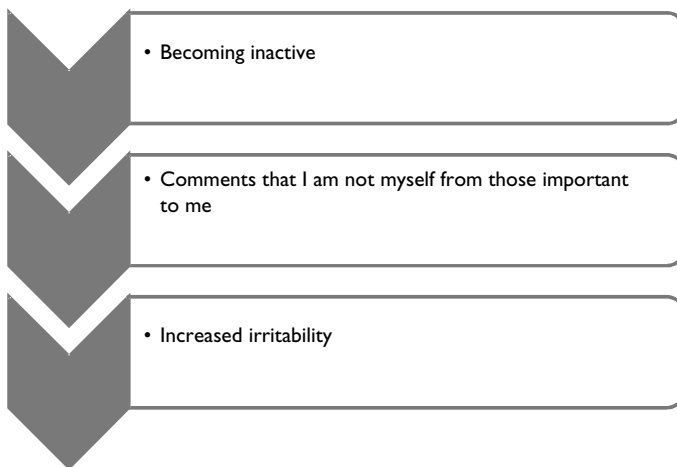 • Becoming inactive
• Comments that I am not myself from those important
to me
• Increased irritability